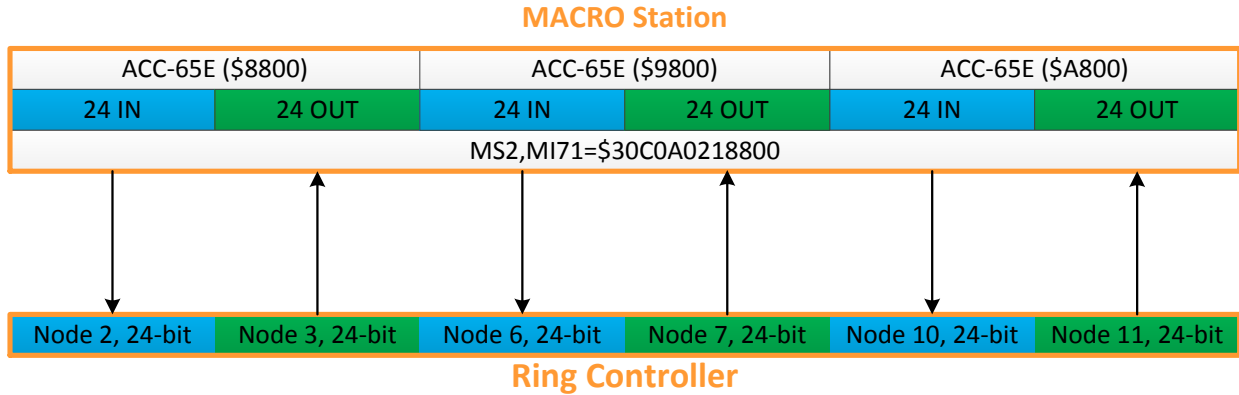 MACRO Station
ACC-65E ($8800) ACC-65E ($9800) ACC-65E ($A800)
24 IN 24 OUT 24 IN 24 OUT 24 IN 24 OUT
MS2,MI71=$30C0A0218800
Node 2, 24-bit Node 3, 24-bit Node 6, 24-bit Node 7, 24-bit Node 10, 24-bit Node 11, 24-bit
Ring Controller